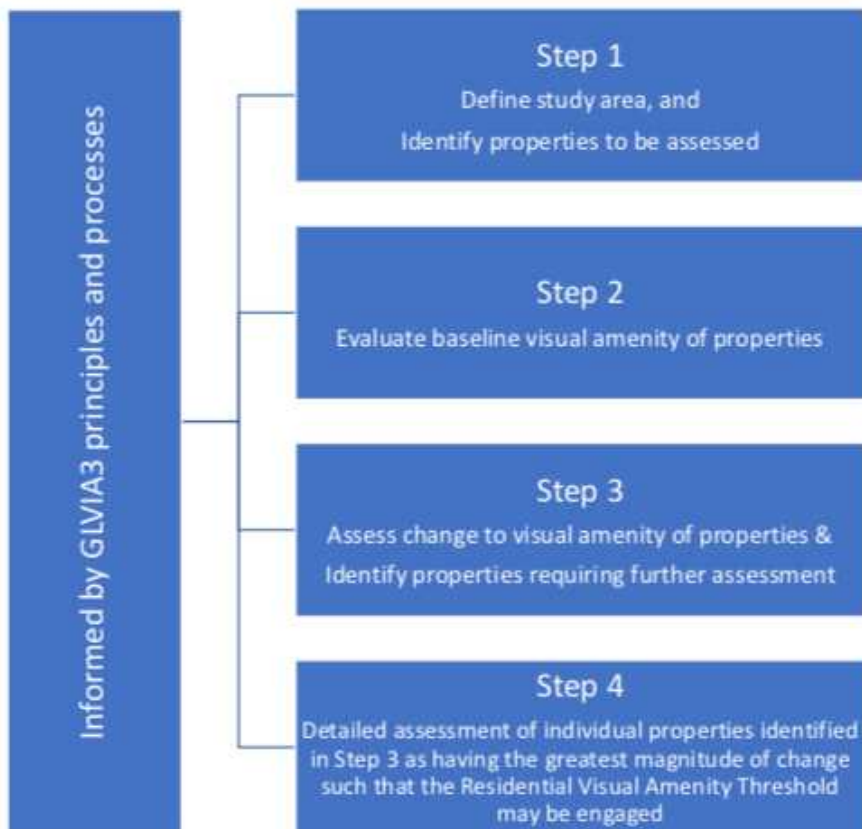 Informed by GLVIA3 principles and processes
Step 1
Define study area, and
Identify properties to be assessed
Step 2
Evaluate baseline visual amenity of properties
Step 3
Assess change to visual amenity of properties &
Identify properties requiring further assessment
Step 4
Detailed assessment of individual properties identified
in Step 3 as having the greatest magnitude of change
such that the Residential Visual Amenity Threshold
may be engaged